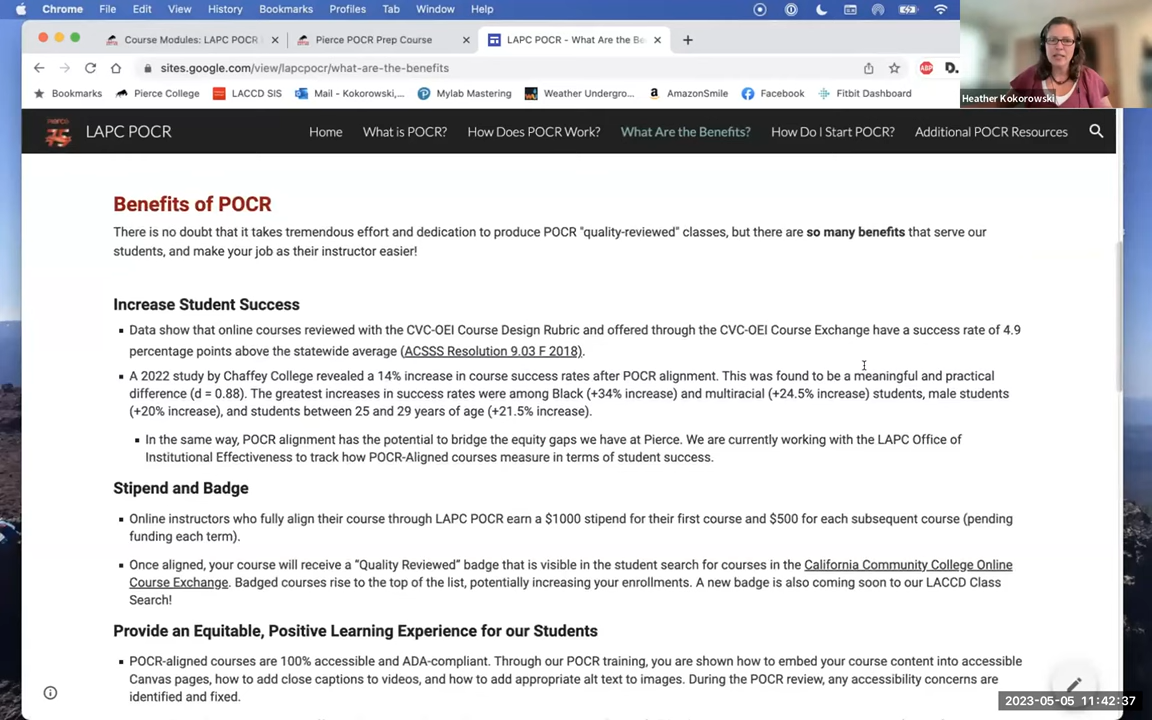 Chrome File Edit View History Bookmarks Profiles Tab Window Help
Course Modules: LAPC POCR
Pierce POCR Prep Course
LAPC POCR - What Are the Be
sites.google.com/view/lapcpocr/what-are-the-benefits
ABP
D.
Bookmarks Pierce College LACCD SIS Mail - Kokorowski,... Mylab Mastering Weather Undergro... AmazonSmile Facebook Fitbit Dashboard
Heather Kokorowski
LAPC POCR Home What is POCR? How Does POCR Work? What Are the Benefits? How Do I Start POCR? Additional POCR Resources
Benefits of POCR
There is no doubt that it takes tremendous effort and dedication to produce POCR "quality-reviewed" classes, but there are so many benefits that serve our
students, and make your job as their instructor easier!
Increase Student Success
Data show that online courses reviewed with the CVC-OEI Course Design Rubric and offered through the CVC-OEI Course Exchange have a success rate of 4.9
percentage points above the statewide average (ACSSS Resolution 9.03 F 2018).
A 2022 study by Chaffey College revealed a 14% increase in course success rates after POCR alignment. This was found to be a meaningful and practical
difference (d = 0.88). The greatest increases in success rates were among Black (+34% increase) and multiracial (+24.5% increase) students, male students
(+20% increase), and students between 25 and 29 years of age (+21.5% increase).
In the same way, POCR alignment has the potential to bridge the equity gaps we have at Pierce. We are currently working with the LAPC Office of
Institutional Effectiveness to track how POCR-Aligned courses measure in terms of student success.
Stipend and Badge
Online instructors who fully align their course through LAPC POCR earn a $1000 stipend for their first course and $500 for each subsequent course (pending
funding each term).
Once aligned, your course will receive a “Quality Reviewed” badge that is visible in the student search for courses in the California Community College Online
Course Exchange. Badged courses rise to the top of the list, potentially increasing your enrollments. A new badge is also coming soon to our LACCD Class
Search!
Provide an Equitable, Positive Learning Experience for our Students
POCR-aligned courses are 100% accessible and ADA-compliant. Through our POCR training, you are shown how to embed your course content into accessible
Canvas pages, how to add close captions to videos, and how to add appropriate alt text to images. During the POCR review, any accessibility concerns are
identified and fixed.
2023-05-05 11:42:37